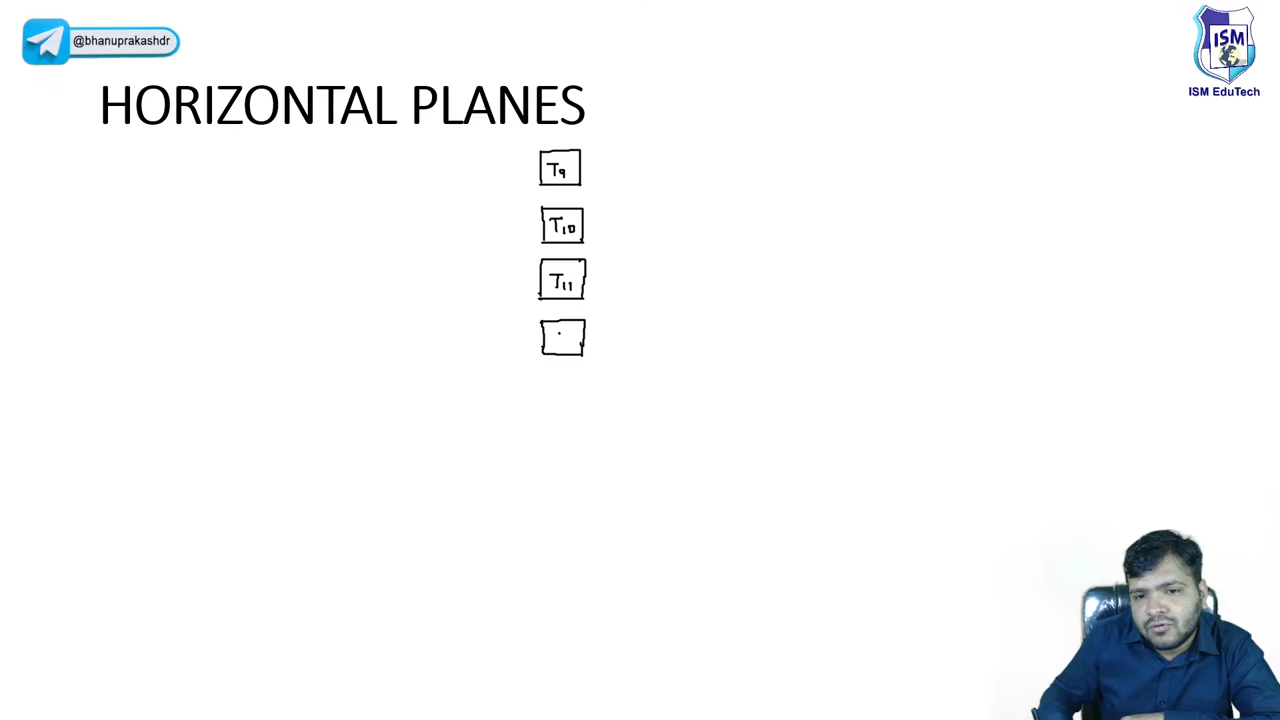 @bhanuprakashdr
ISM
ISM EduTech
HORIZONTAL PLANES
T9
T10
T11